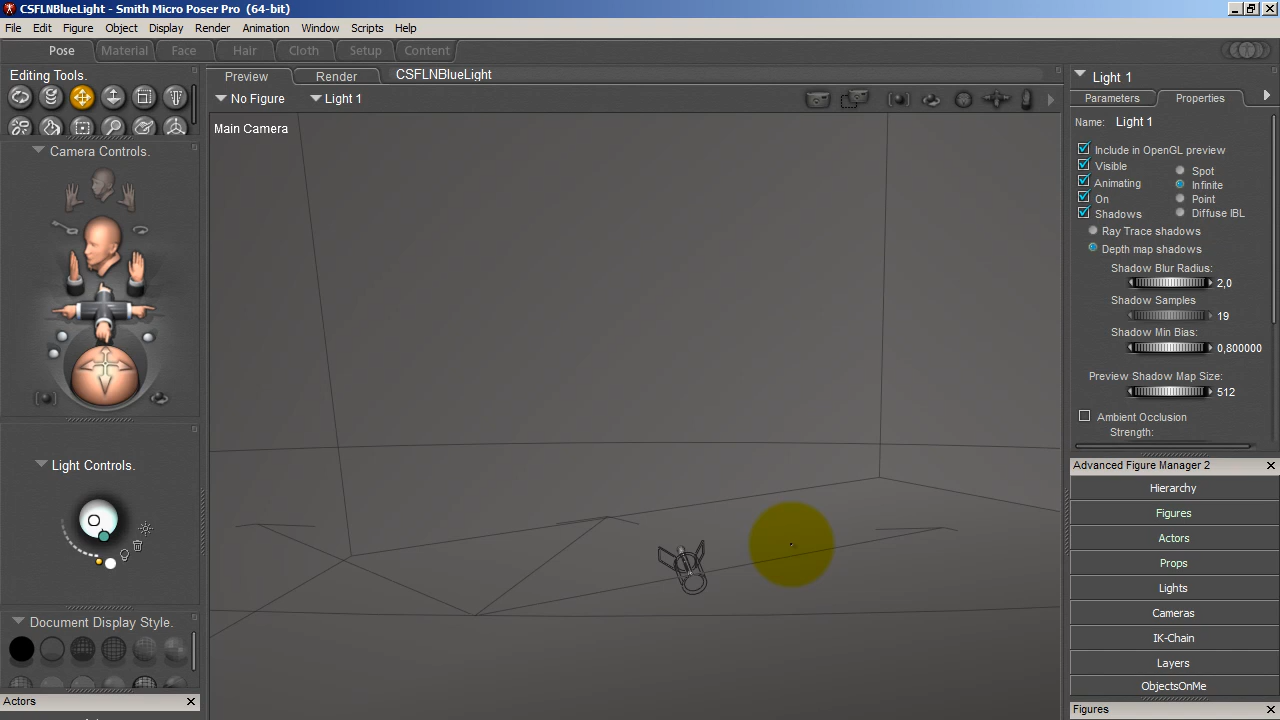 CSFLNBlueLight - Smith Micro Poser Pro (64-bit)
File Edit Figure Object Display Render Animation Window Scripts Help
Pose Material Face Hair Cloth Setup Content
Editing Tools.
Preview Render CSFLNBlueLight
No Figure Light 1
Main Camera
Camera Controls.
Light Controls.
Document Display Style.
Actors
Light 1
Parameters Properties
Name: Light 1
Include in OpenGL preview
Visible
Spot
Animating
Infinite
On
Point
Shadows
Diffuse IBL
Ray Trace shadows
Depth map shadows
Shadow Blur Radius:
2,0
Shadow Samples
19
Shadow Min Bias:
0,800000
Preview Shadow Map Size:
512
Ambient Occlusion
Strength:
Advanced Figure Manager 2
Hierarchy
Figures
Actors
Props
Lights
Cameras
IK-Chain
Layers
ObjectsOnMe
Figures